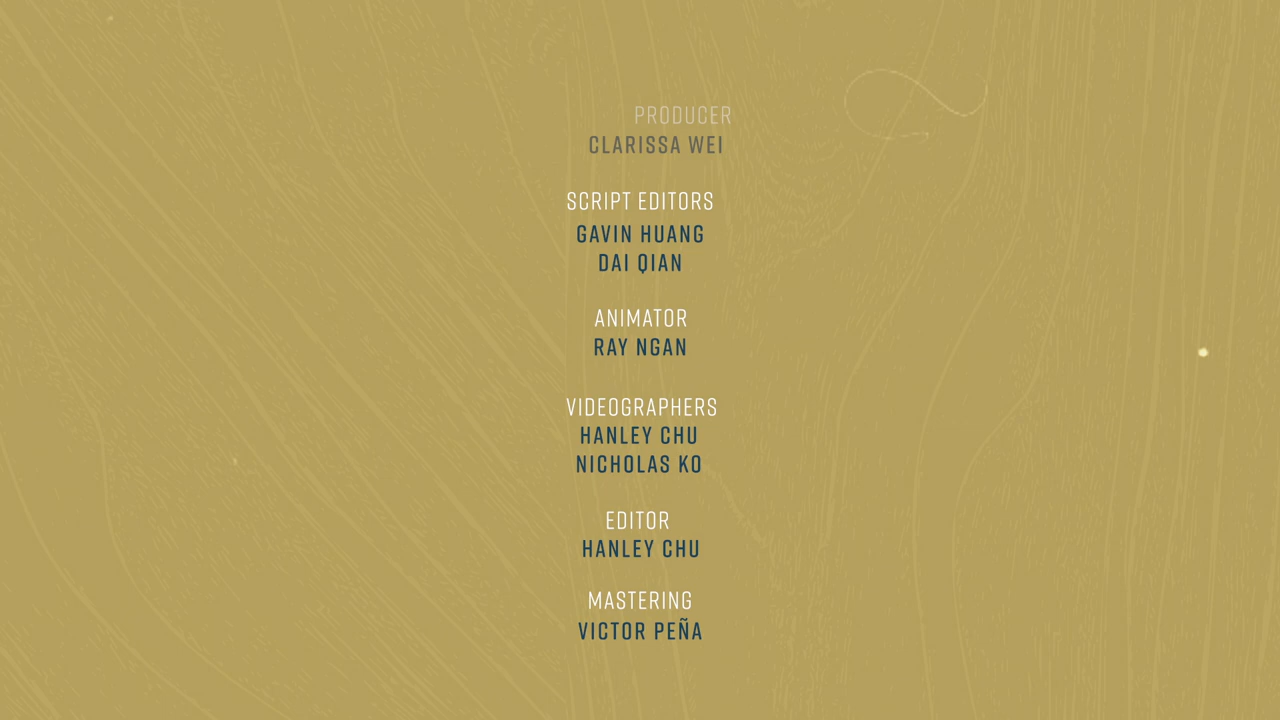 PRODUCER
CLARISSA WEI
SCRIPT EDITORS
GAVIN HUANG
DAI QIAN
ANIMATOR
RAY NGAN
VIDEOGRAPHERS
HANLEY CHU
NICHOLAS KO
EDITOR
HANLEY CHU
MASTERING
VICTOR PEÑA